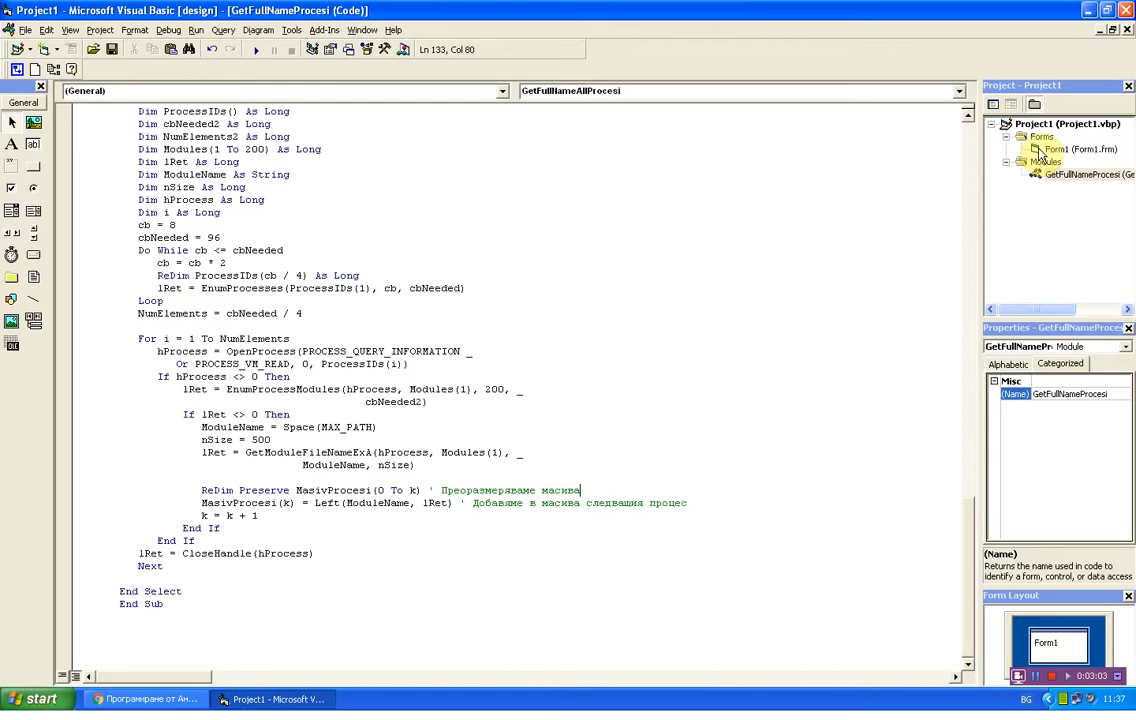 Project1 - Microsoft Visual Basic [design] - [GetFullNameProcesi (Code)]
File Edit View Project Format Debug Run Query Diagram Tools Add-Ins Window Help
Ln 133, Col 80
General
(General)
GetFullNameAllProcesi
Dim ProcessIDs() As Long
Dim cbNeeded2 As Long
Dim NumElements2 As Long
Dim Modules(1 To 200) As Long
Dim lRet As Long
Dim ModuleName As String
Dim nSize As Long
Dim hProcess As Long
Dim i As Long
cb = 8
cbNeeded = 96
Do While cb <= cbNeeded
cb = cb * 2
ReDim ProcessIDs(cb / 4) As Long
lRet = EnumProcesses(ProcessIDs(1), cb, cbNeeded)
Loop
NumElements = cbNeeded / 4
For i = 1 To NumElements
hProcess = OpenProcess(PROCESS_QUERY_INFORMATION _
Or PROCESS_VM_READ, 0, ProcessIDs(i))
If hProcess <> 0 Then
lRet = EnumProcessModules(hProcess, Modules(1), 200, _
cbNeeded2)
If lRet <> 0 Then
ModuleName = Space(MAX_PATH)
nSize = 500
lRet = GetModuleFileNameExA(hProcess, Modules(1), _
ModuleName, nSize)
ReDim Preserve MasivProcesi(0 To k) ' Преоразмеряваме масива
MasivProcesi(k) = Left(ModuleName, lRet) ' Добавяме в масива следващия процес
k = k + 1
End If
End If
lRet = CloseHandle(hProcess)
Next
End Select
End Sub
Project - Project1
Project1 (Project1.vbp)
Forms
Form1 (Form1.frm)
Modules
GetFullNameProcesi (Ge
Properties - GetFullNameProces
GetFullNamePr Module
Alphabetic Categorized
Misc
(Name) GetFullNameProcesi
(Name)
Returns the name used in code to
identify a form, control, or data access
Form Layout
Form1
0:03:03
start
Програмиране от Ан...
Project1 - Microsoft V...
BG
11:37